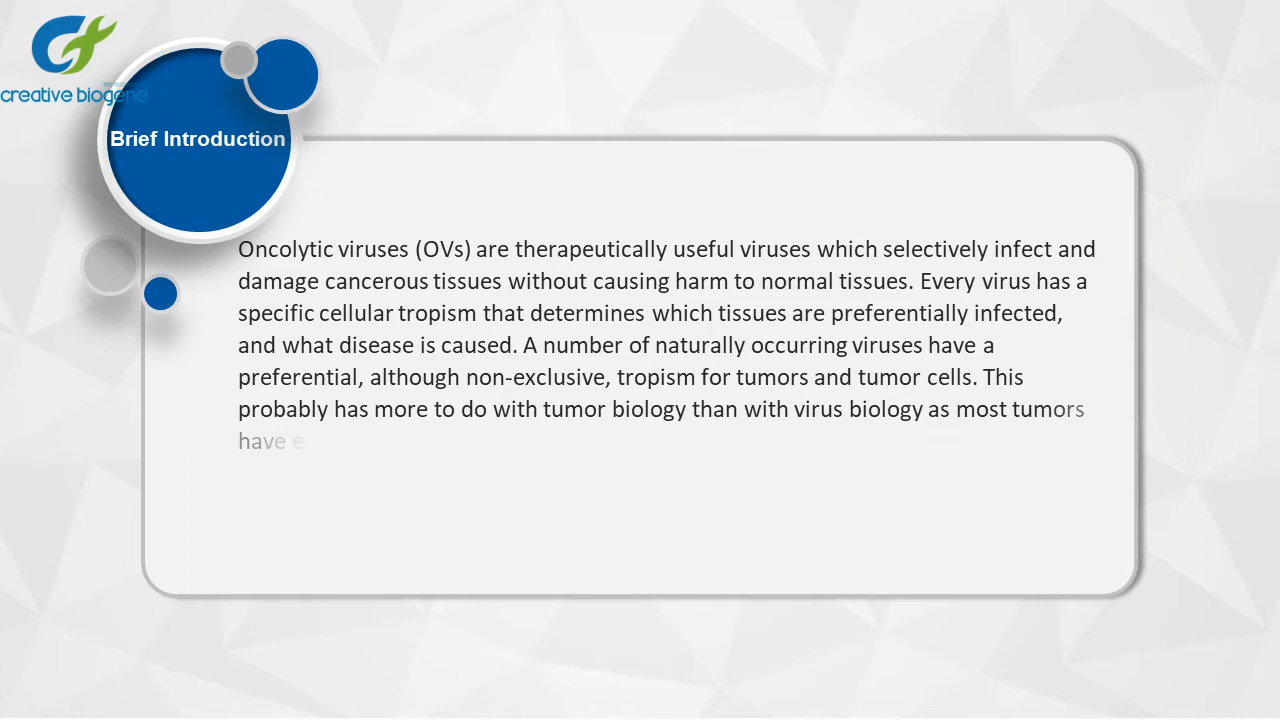 creative biogene
Brief Introduction
Oncolytic viruses (OVs) are therapeutically useful viruses which selectively infect and
damage cancerous tissues without causing harm to normal tissues. Every virus has a
specific cellular tropism that determines which tissues are preferentially infected,
and what disease is caused. A number of naturally occurring viruses have a
preferential, although non-exclusive, tropism for tumors and tumor cells. This
probably has more to do with tumor biology than with virus biology as most tumors
have e